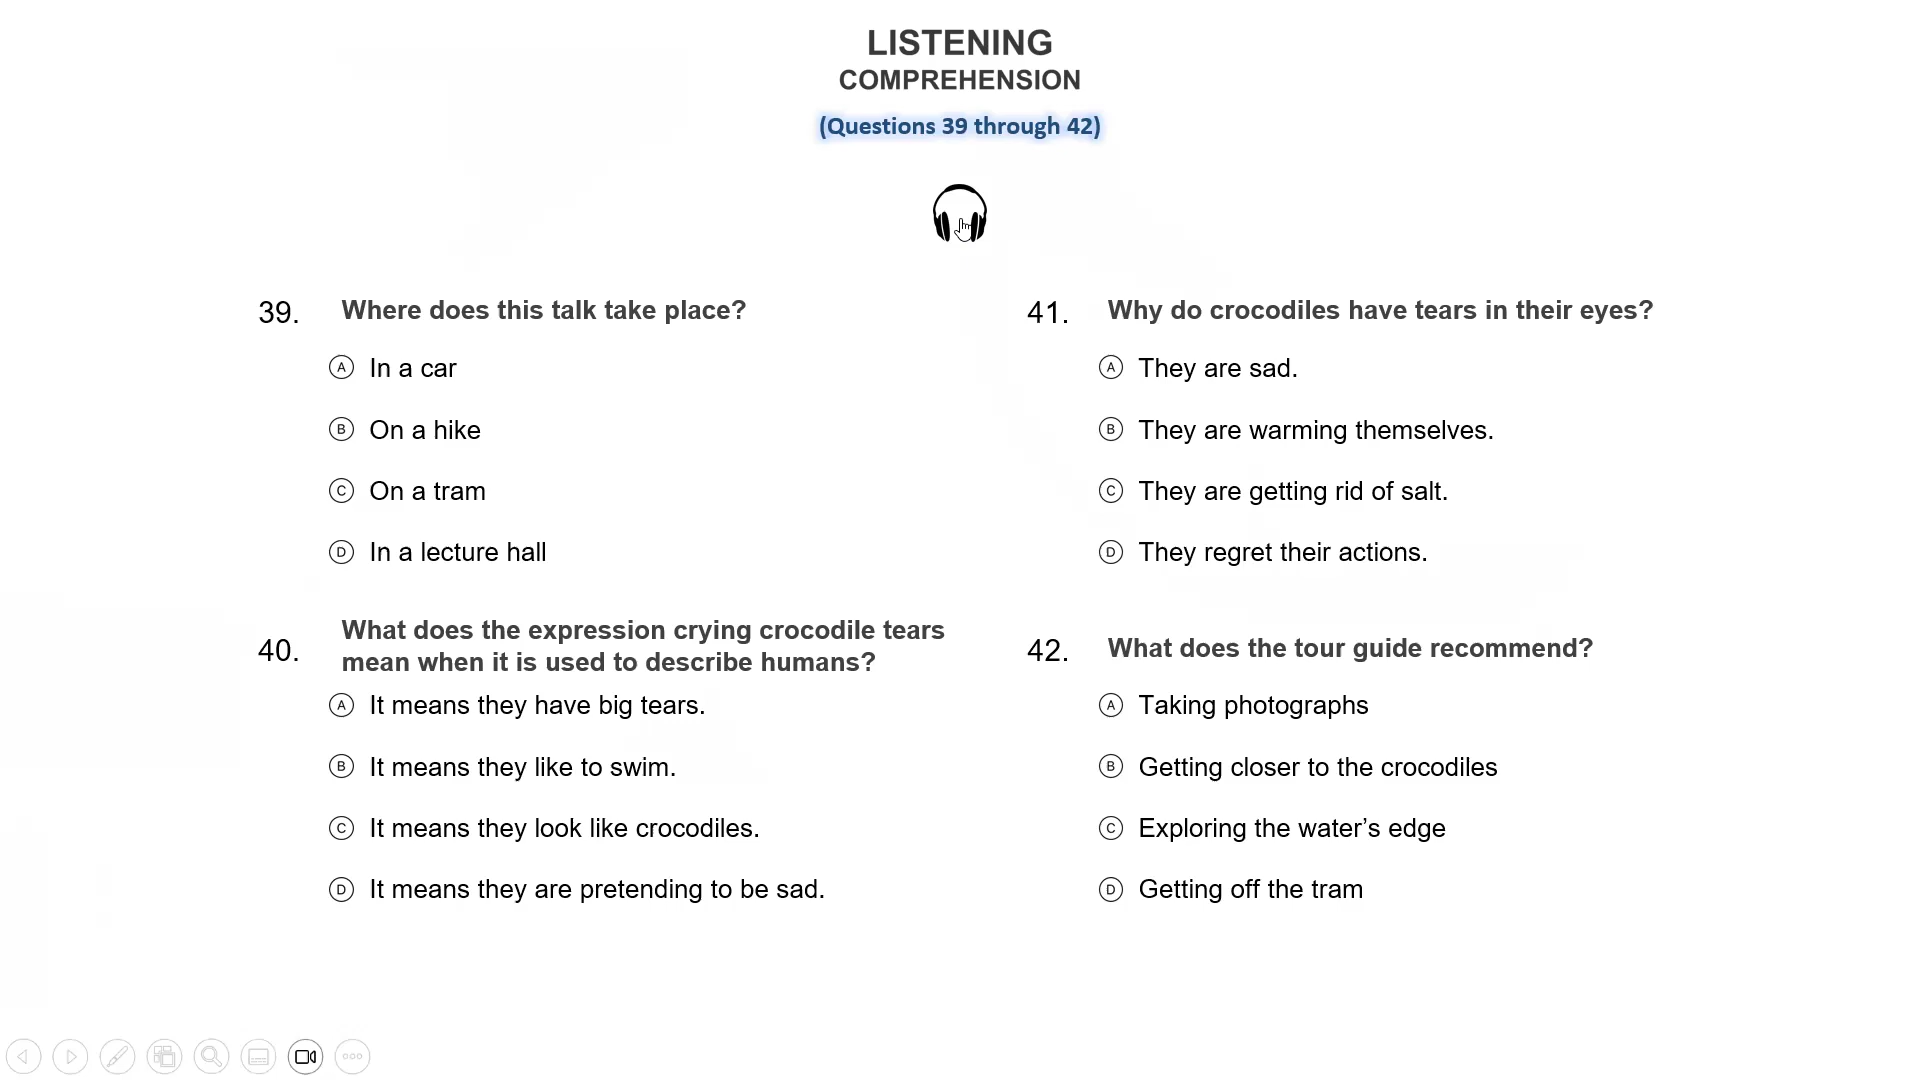 LISTENING
COMPREHENSION
(Questions 39 through 42)
39. Where does this talk take place?
A In a car
B On a hike
C On a tram
D In a lecture hall
40. What does the expression crying crocodile tears
mean when it is used to describe humans?
A It means they have big tears.
B It means they like to swim.
C It means they look like crocodiles.
D It means they are pretending to be sad.
41. Why do crocodiles have tears in their eyes?
A They are sad.
B They are warming themselves.
C They are getting rid of salt.
D They regret their actions.
42. What does the tour guide recommend?
A Taking photographs
B Getting closer to the crocodiles
C Exploring the water’s edge
D Getting off the tram